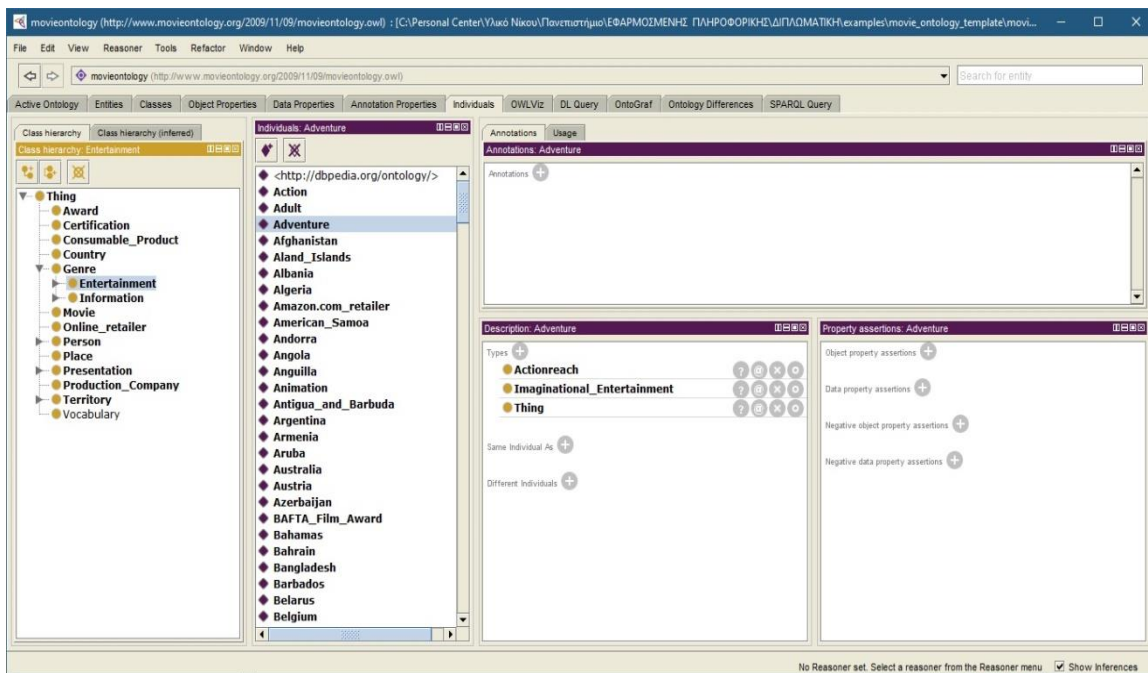 movieontology (http://www.movieontology.org/2009/11/09/movieontology.owl) : [C:\Personal Center\Υλικό Νίκου\Πανεπιστήμιο\ΕΦΑΡΜΟΣΜΕΝΗΣ ΠΛΗΡΟΦΟΡΙΚΗΣ\ΔΙΠΛΩΜΑΤΙΚΗ\examples\movie_ontology_template\movi...
File Edit View Reasoner Tools Refactor Window Help
movieontology (http://www.movieontology.org/2009/11/09/movieontology.owl)
Search for entity
Active Ontology Entities Classes Object Properties Data Properties Annotation Properties Individuals OWLViz DL Query OntoGraf Ontology Differences SPARQL Query
Class hierarchy Class hierarchy (inferred)
Class hierarchy: Entertainment
Thing
Award
Certification
Consumable_Product
Country
Genre
Entertainment
Information
Movie
Online_retailer
Person
Place
Presentation
Production_Company
Territory
Vocabulary
Individuals: Adventure
<http://dbpedia.org/ontology/>
Action
Adult
Adventure
Afghanistan
Aland_Islands
Albania
Algeria
Amazon.com_retailer
American_Samoa
Andorra
Angola
Anguilla
Animation
Antigua_and_Barbuda
Argentina
Armenia
Aruba
Australia
Austria
Azerbaijan
BAFTA_Film_Award
Bahamas
Bahrain
Bangladesh
Barbados
Belarus
Belgium
Annotations Usage
Annotations: Adventure
Annotations
Description: Adventure
Types
Actionreach
Imaginational_Entertainment
Thing
Same Individual As
Different Individuals
Property assertions: Adventure
Object property assertions
Data property assertions
Negative object property assertions
Negative data property assertions
No Reasoner set. Select a reasoner from the Reasoner menu Show Inferences